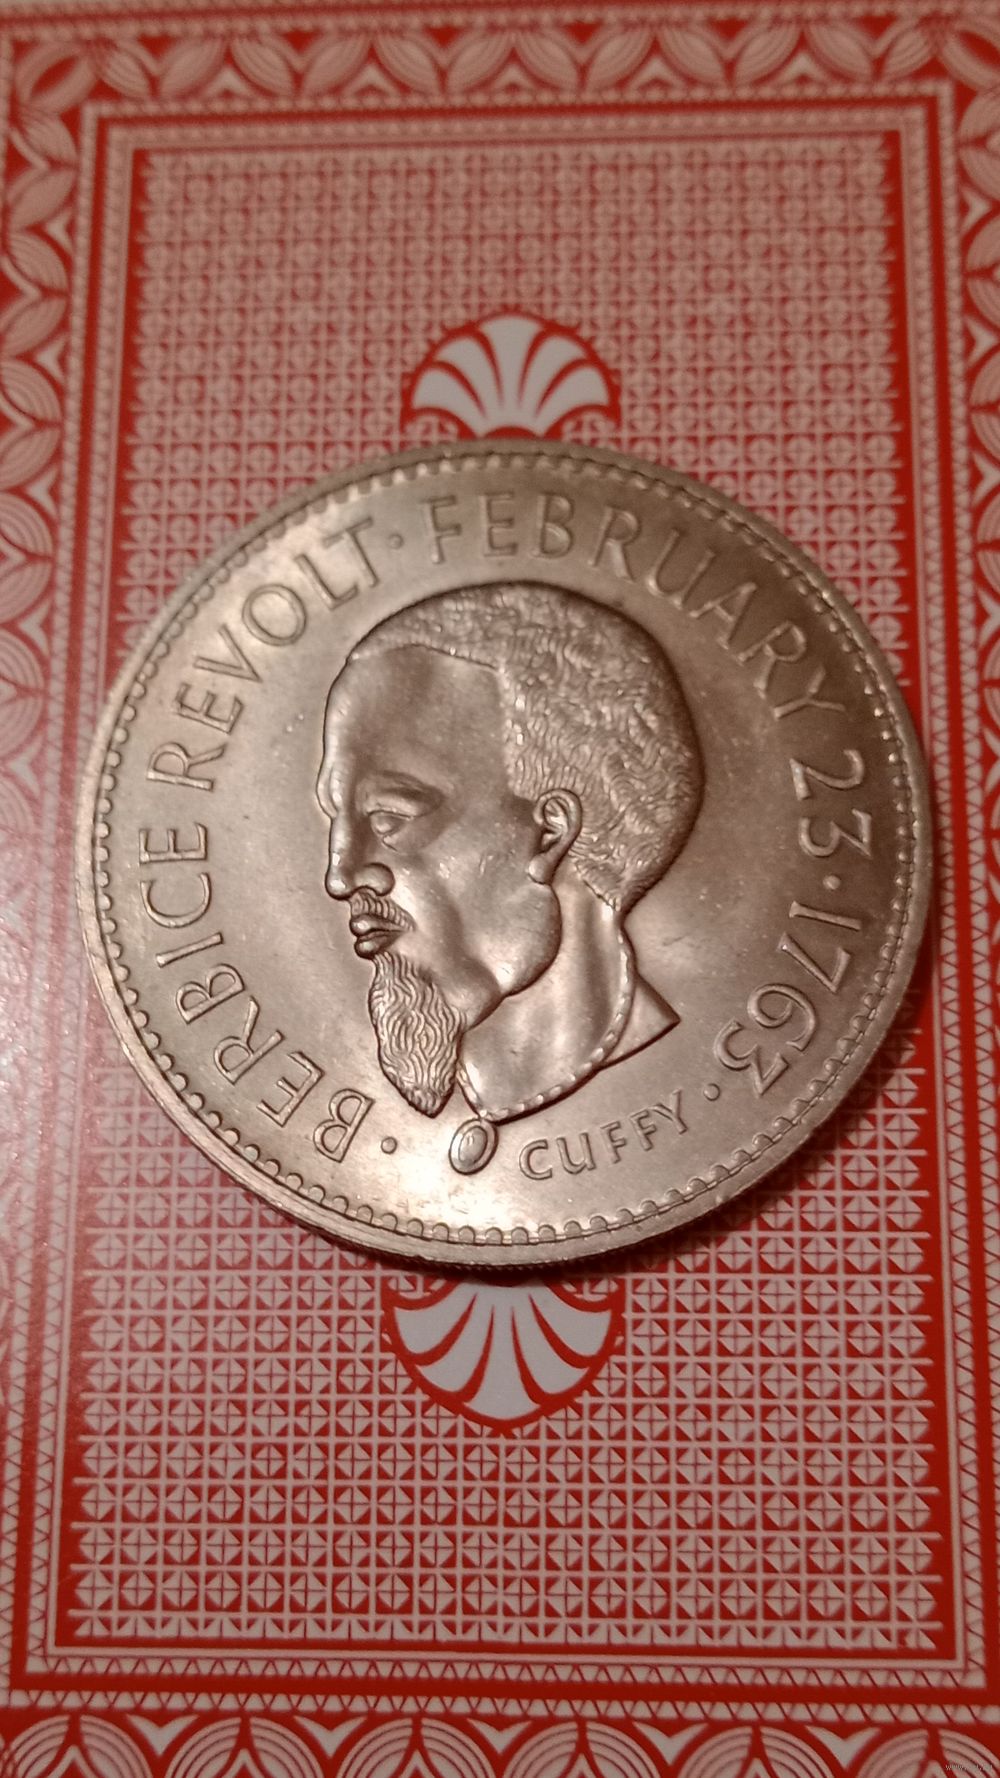 · BERBICE REVOLT · FEBRUARY 23 · 1763 ·
CUFFY